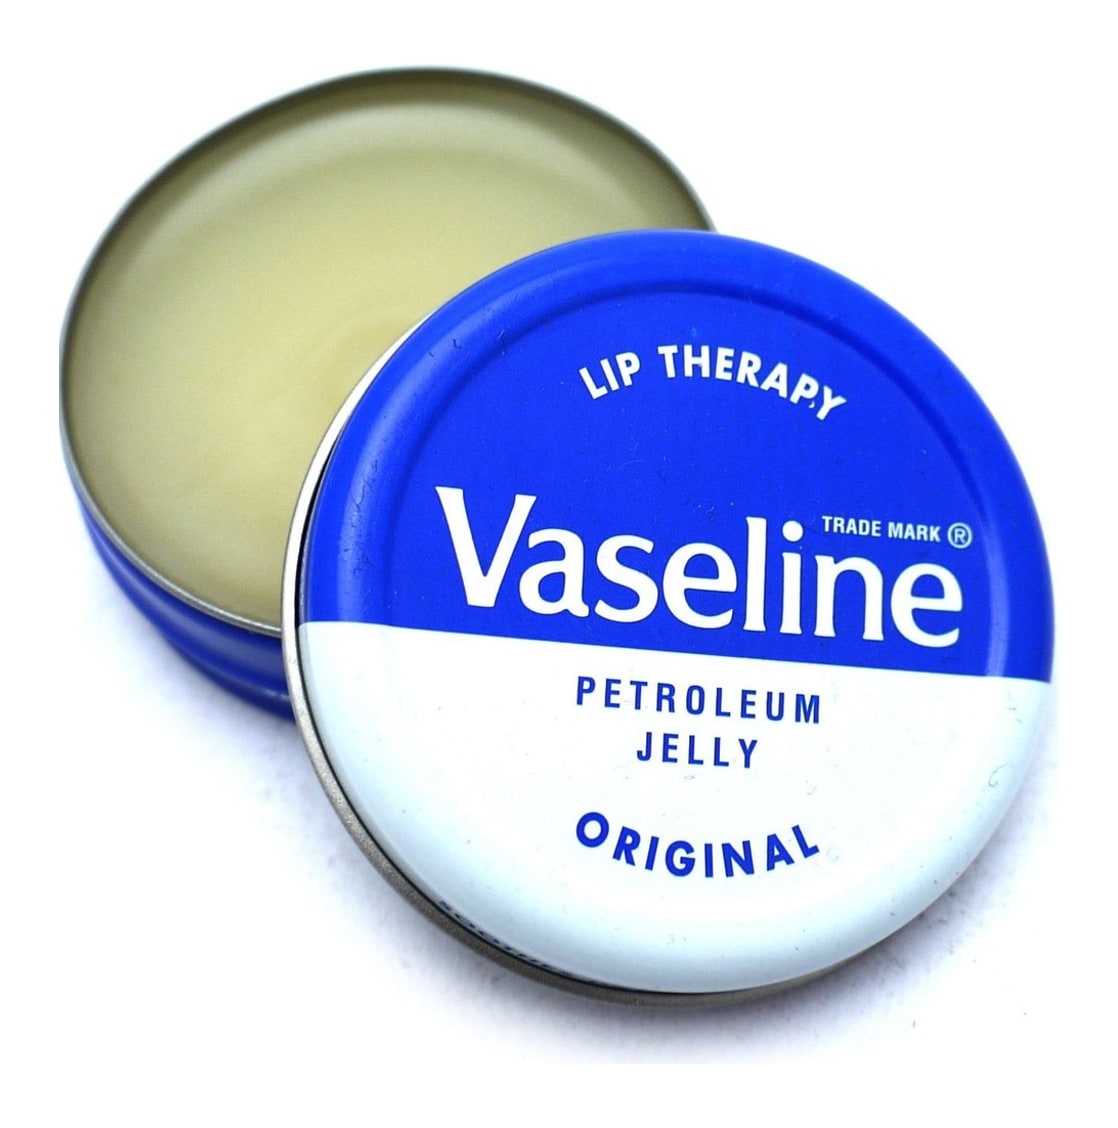 LIP THERAPY
Vaseline
TRADE MARK ®
PETROLEUM
JELLY
ORIGINAL